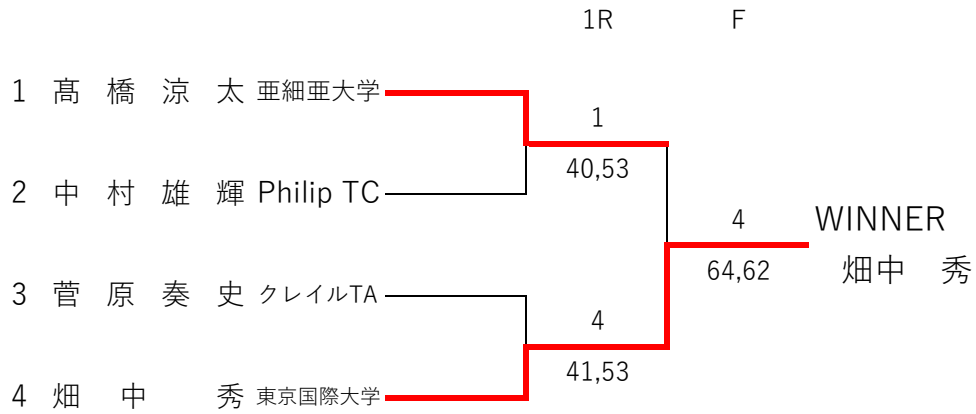 1R F
1 髙橋涼太 亜細亜大学
1
40,53
2 中村雄輝 Philip TC
4
64,62
WINNER
畑中 秀
3 菅原奏史 クレイルTA
4
41,53
4 畑中 秀 東京国際大学